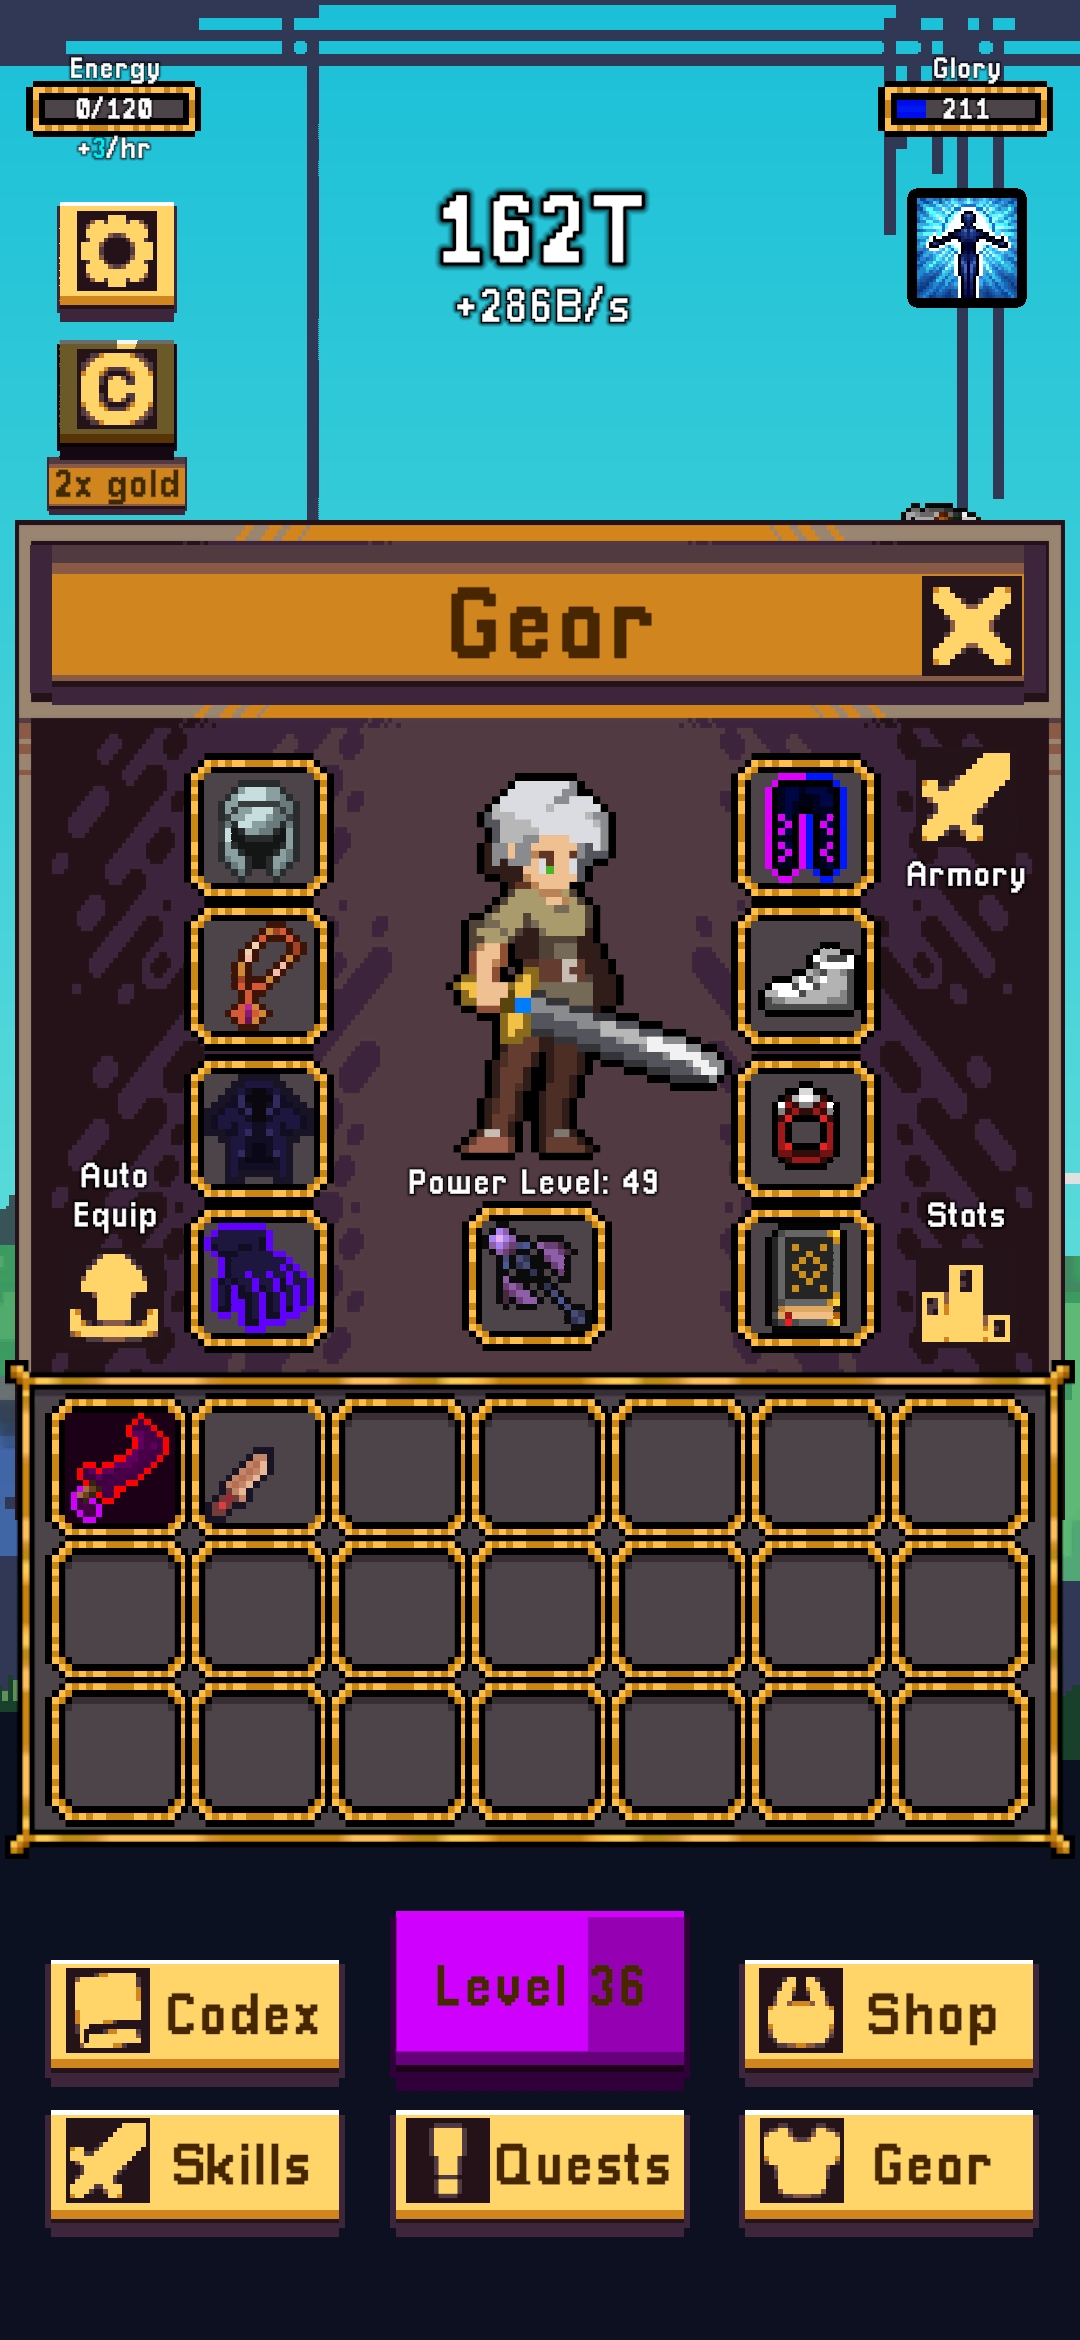 Energy
0/120
+3/hr
Glory
211
162T
+286B/s
C
2x gold
Gear
Armory
Auto
Equip
Power Level: 49
Stats
Level 36
Codex
Shop
Skills
Quests
Gear